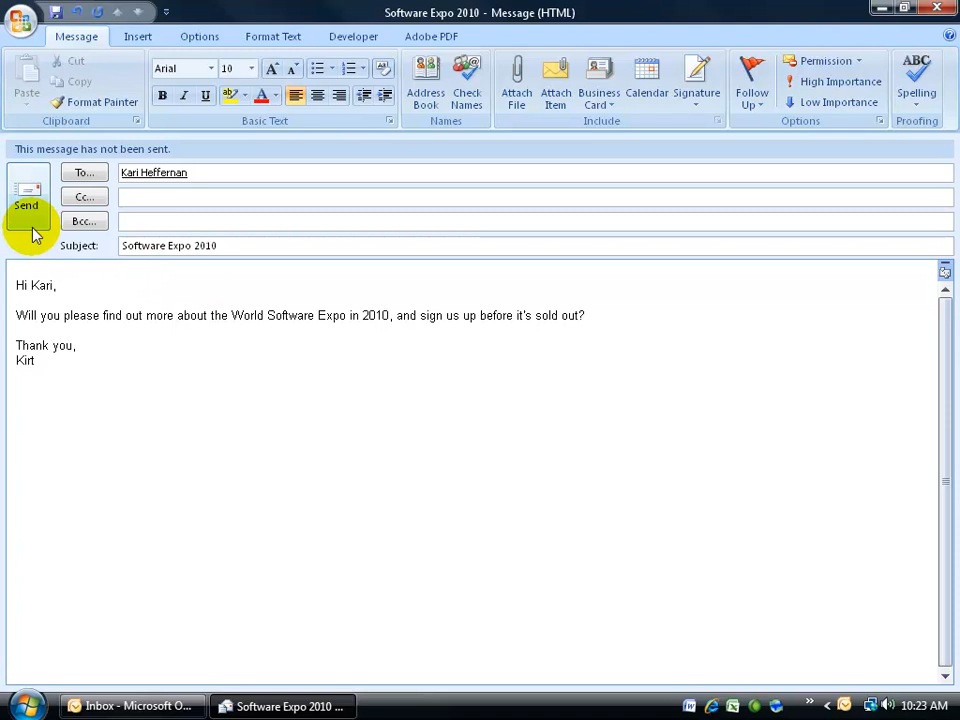 Software Expo 2010 - Message (HTML)
Message Insert Options Format Text Developer Adobe PDF
Paste
Cut
Copy
Format Painter
Clipboard
Arial 10
B I U ab A
Basic Text
Address Book
Check Names
Names
Attach File
Attach Item
Business Card
Calendar
Signature
Include
Follow Up
Permission
High Importance
Low Importance
Options
ABC
Spelling
Proofing
This message has not been sent.
Send
To... Kari Heffernan
Cc...
Bcc...
Subject: Software Expo 2010
Hi Kari,
Will you please find out more about the World Software Expo in 2010, and sign us up before it's sold out?
Thank you,
Kirt
Inbox - Microsoft O... Software Expo 2010 ... 10:23 AM